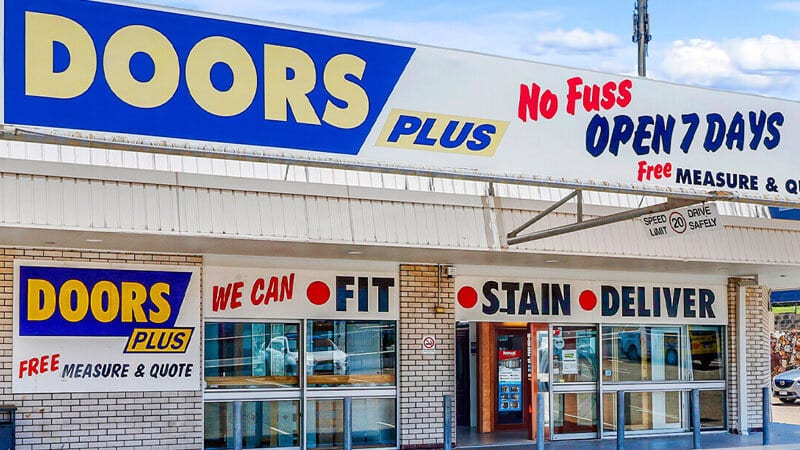 DOORS
PLUS
No Fuss
OPEN 7 DAYS
Free MEASURE & QU
SPEED LIMIT 20 DRIVE SAFELY
DOORS
PLUS
FREE MEASURE & QUOTE
WE CAN • FIT • STAIN • DELIVER